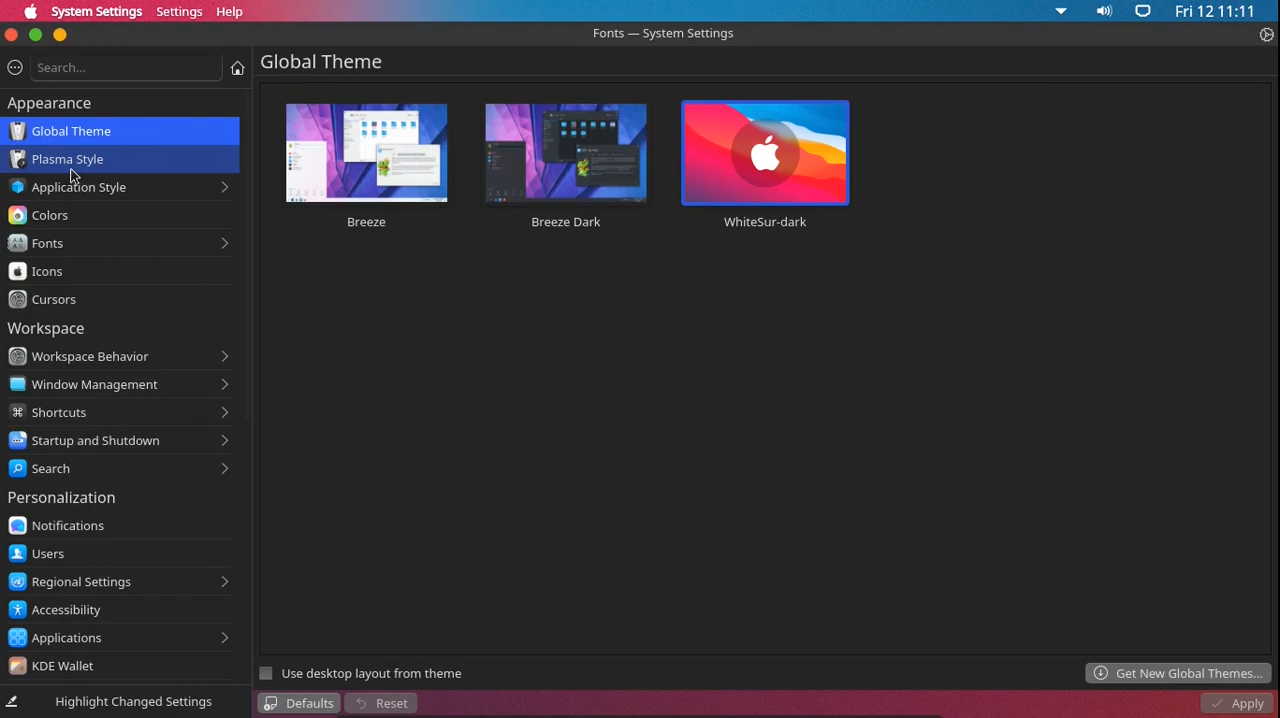 System Settings Settings Help Fri 12 11:11
Fonts — System Settings
Search...
Global Theme
Appearance
Global Theme
Plasma Style
Application Style
Colors
Fonts
Icons
Cursors
Workspace
Workspace Behavior
Window Management
Shortcuts
Startup and Shutdown
Search
Personalization
Notifications
Users
Regional Settings
Accessibility
Applications
KDE Wallet
Highlight Changed Settings
Breeze Breeze Dark WhiteSur-dark
Use desktop layout from theme Get New Global Themes...
Defaults Reset Apply